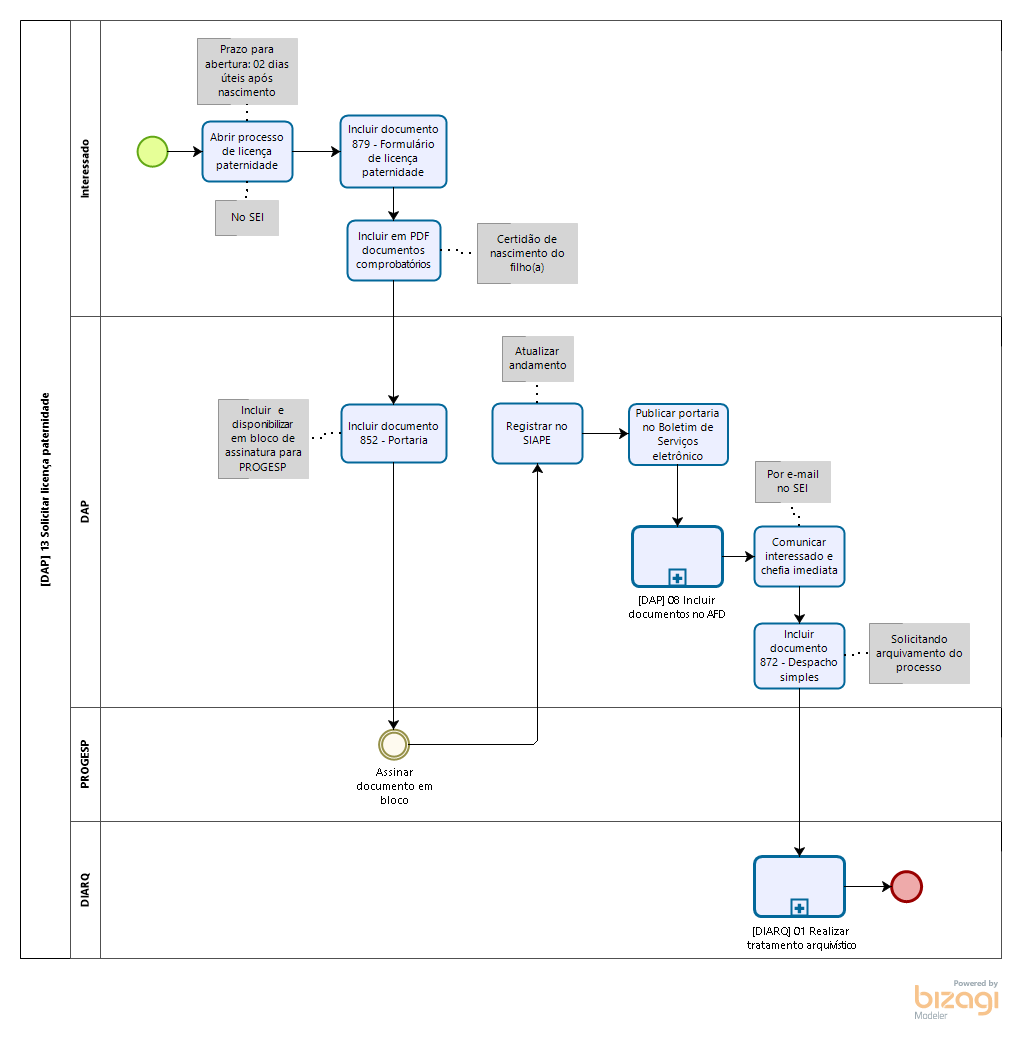 [DAP] 13 Solicitar licença paternidade
Interessado
Prazo para
abertura: 02 dias
úteis após
nascimento
Abrir processo
de licença
paternidade
No SEI
Incluir documento
879 - Formulário
de licença
paternidade
Incluir em PDF
documentos
comprobatórios
Certidão de
nascimento do
filho(a)
DAP
Incluir e
disponibilizar
em bloco de
assinatura para
PROGESP
Incluir documento
852 - Portaria
Atualizar
andamento
Registrar no
SIAPE
Publicar portaria
no Boletim de
Serviços
eletrônico
[DAP] 08 Incluir
documentos no AFD
Por e-mail
no SEI
Comunicar
interessado e
chefia imediata
Incluir
documento
872 - Despacho
simples
Solicitando
arquivamento do
processo
PROGESP
Assinar
documento em
bloco
DIARQ
[DIARQ] 01 Realizar
tratamento arquivístico
Powered by
bizagi
Modeler